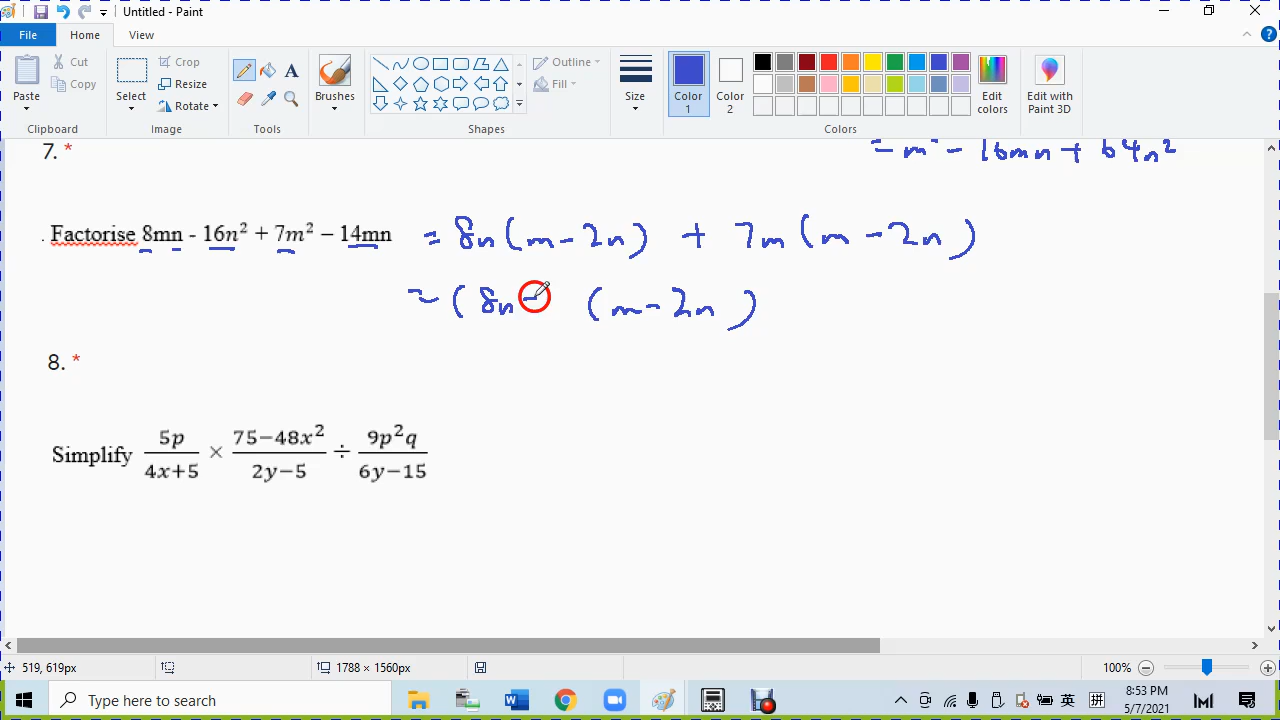 Untitled - Paint
File Home View
Paste Cut Copy Clipboard
Select Crop Resize Rotate Image
A Tools
Brushes
Outline Fill Shapes
Size
Color 1 Color 2 Edit colors Colors
Edit with Paint 3D
7. *
= m² - 16mn + 64n²
. Factorise 8mn - 16n² + 7m² − 14mn = 8n(m-2n) + 7m(m-2n)
= (8n - (m-2n)
8. *
Simplify 5p/4x+5 × 75−48x²/2y−5 ÷ 9p²q/6y−15
519, 619px 1788 × 1560px 100%
Type here to search 英 拼 8:53 PM
5/7/2021